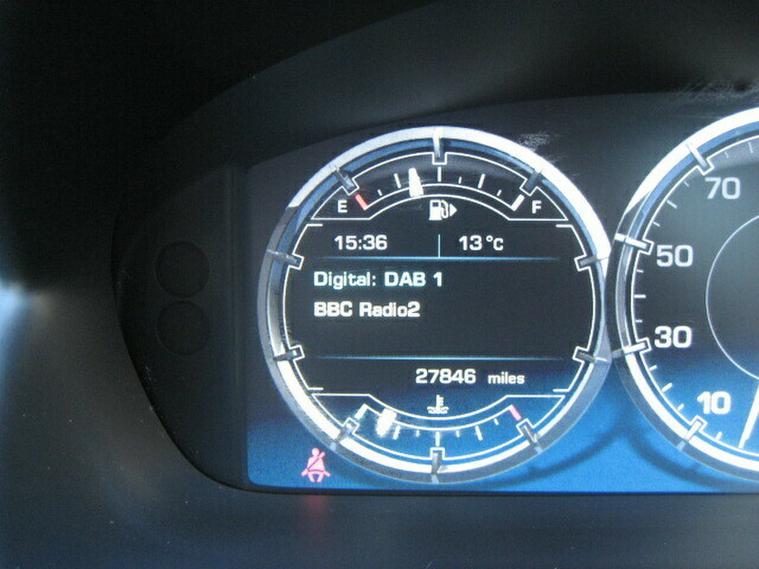 E F
15:36 13°C
Digital: DAB 1
BBC Radio2
27846 miles
70
50
30
10